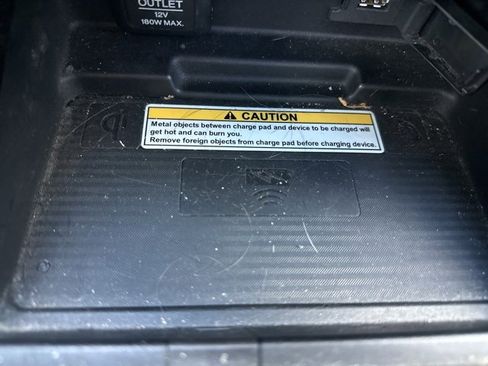 OUTLET
12V
180W MAX.
CAUTION
Metal objects between charge pad and device to be charged will
get hot and can burn you.
Remove foreign objects from charge pad before charging device.